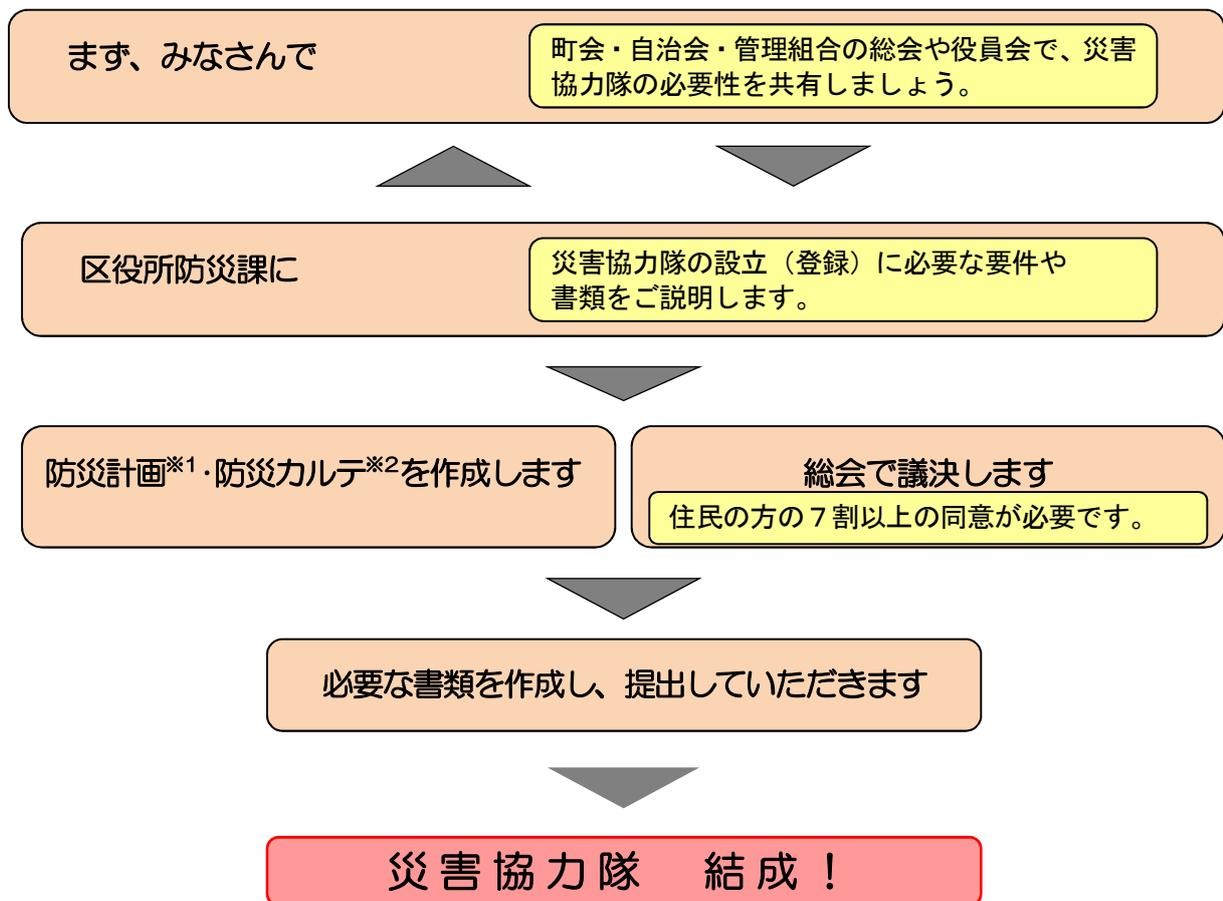 まず、みなさんで
町会・自治会・管理組合の総会や役員会で、災害
協力隊の必要性を共有しましょう。
区役所防災課に
災害協力隊の設立（登録）に必要な要件や
書類をご説明します。
防災計画※1・防災カルテ※2を作成します
総会で議決します
住民の方の７割以上の同意が必要です。
必要な書類を作成し、提出していただきます
災害協力隊　結成！